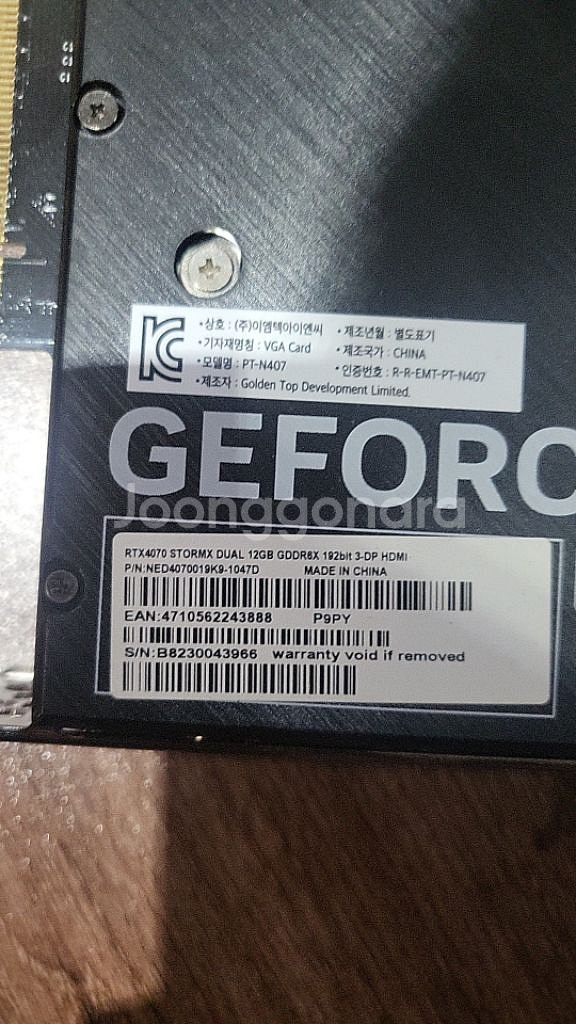 KC
•상호 : (주)이엠텍아이엔씨
•기자재명칭 : VGA Card
•모델명 : PT-N407
•제조자 : Golden Top Development Limited.
•제조년월 : 별도표기
•제조국가 : CHINA
•인증번호 : R-R-EMT-PT-N407
GEFORC
Joonggonara
RTX4070 STORMX DUAL 12GB GDDR6X 192bit 3-DP HDMI
P/N:NED4070019K9-1047D MADE IN CHINA
EAN:4710562243888 P9PY
S/N:B8230043966 warranty void if removed